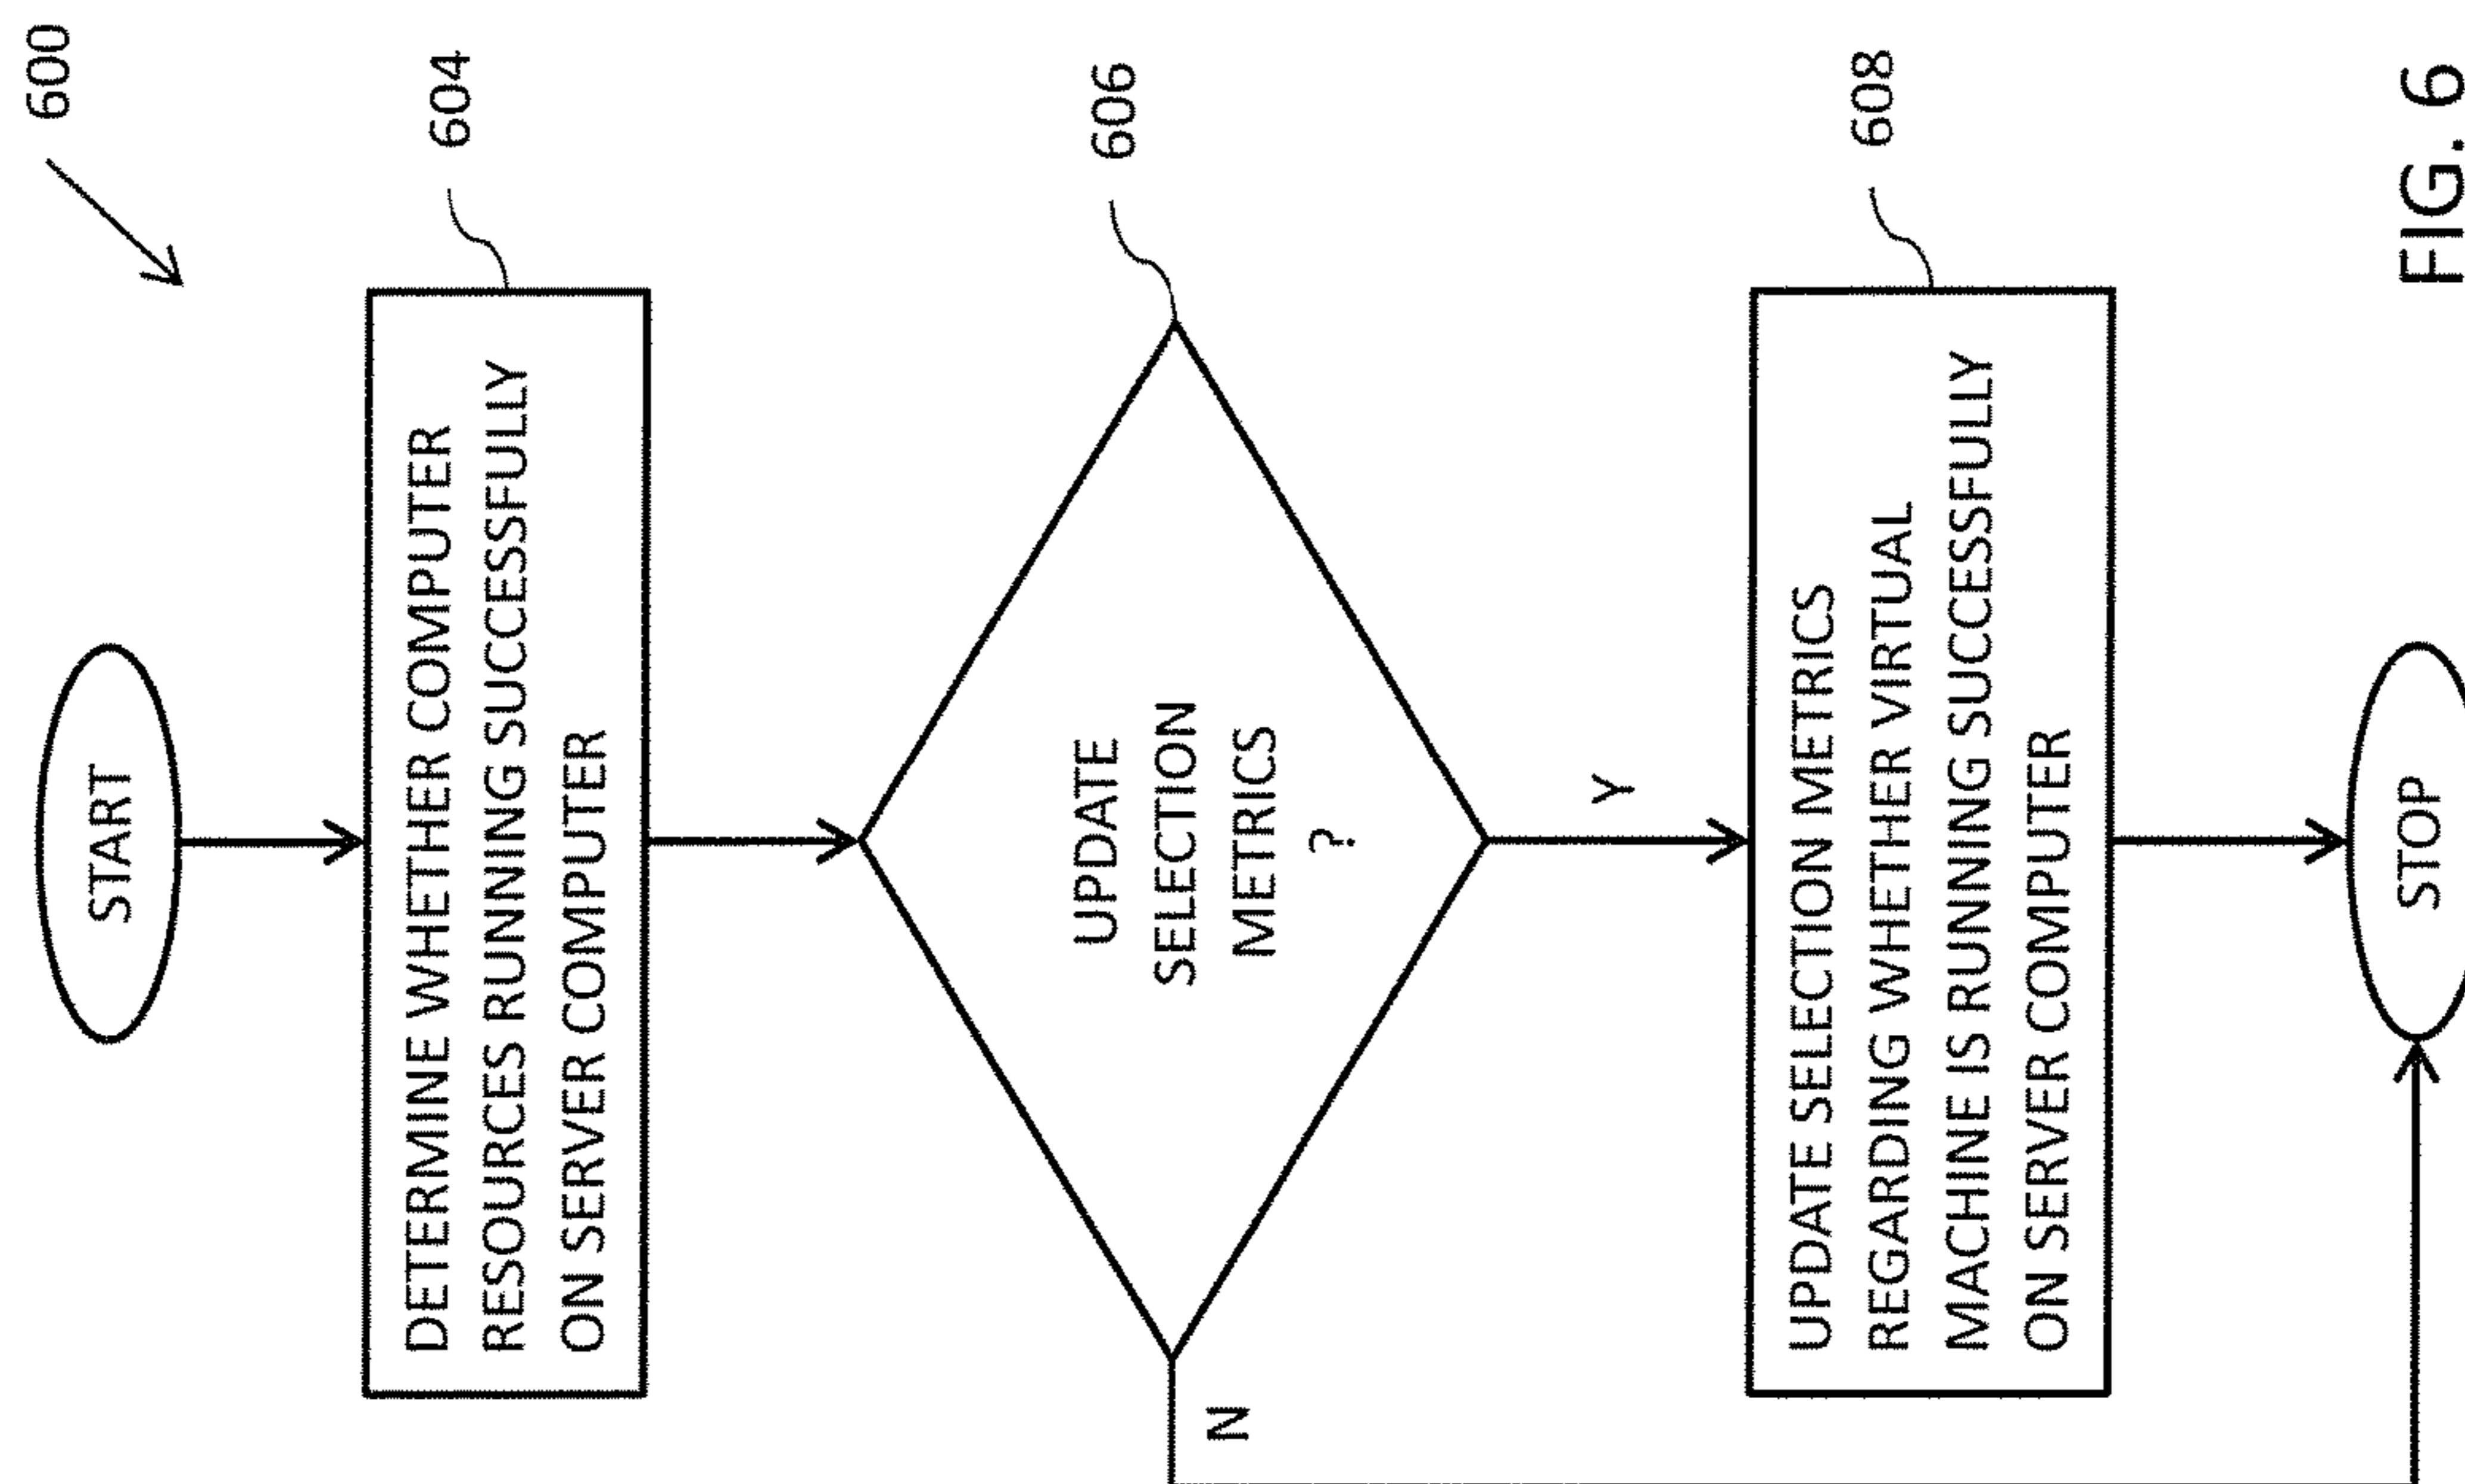 600
START
DETERMINE WHETHER COMPUTER
RESOURCES RUNNING SUCCESSFULLY
ON SERVER COMPUTER
604
UPDATE
SELECTION
METRICS
?
606
N
Y
UPDATE SELECTION METRICS
REGARDING WHETHER VIRTUAL
MACHINE IS RUNNING SUCCESSFULLY
ON SERVER COMPUTER
608
STOP
FIG. 6